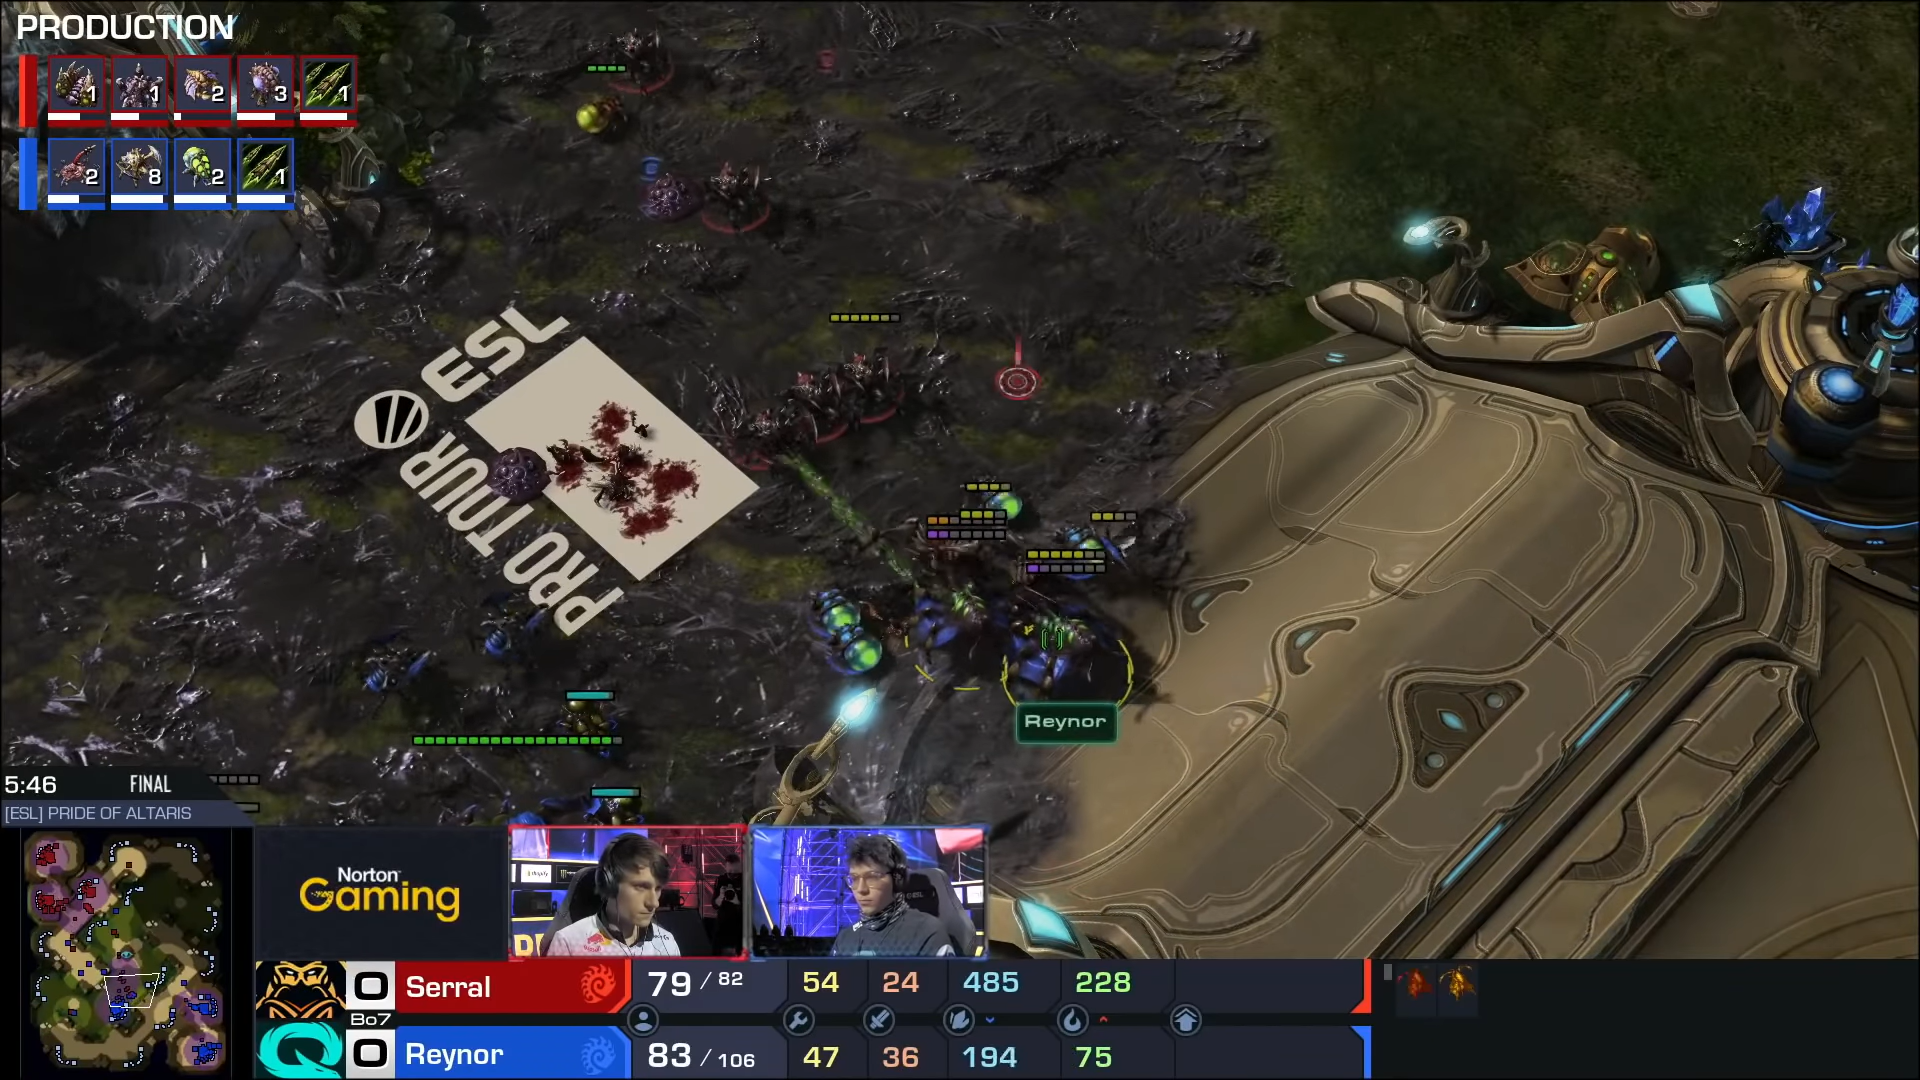 PRODUCTION
1 1 2 3 1
2 8 2 1
ESL
PRO TOUR
Reynor
5:46 FINAL
[ESL] PRIDE OF ALTARIS
Norton
Gaming
0 Serral 79 / 82 54 24 485 228
Bo7
0 Reynor 83 / 106 47 36 194 75